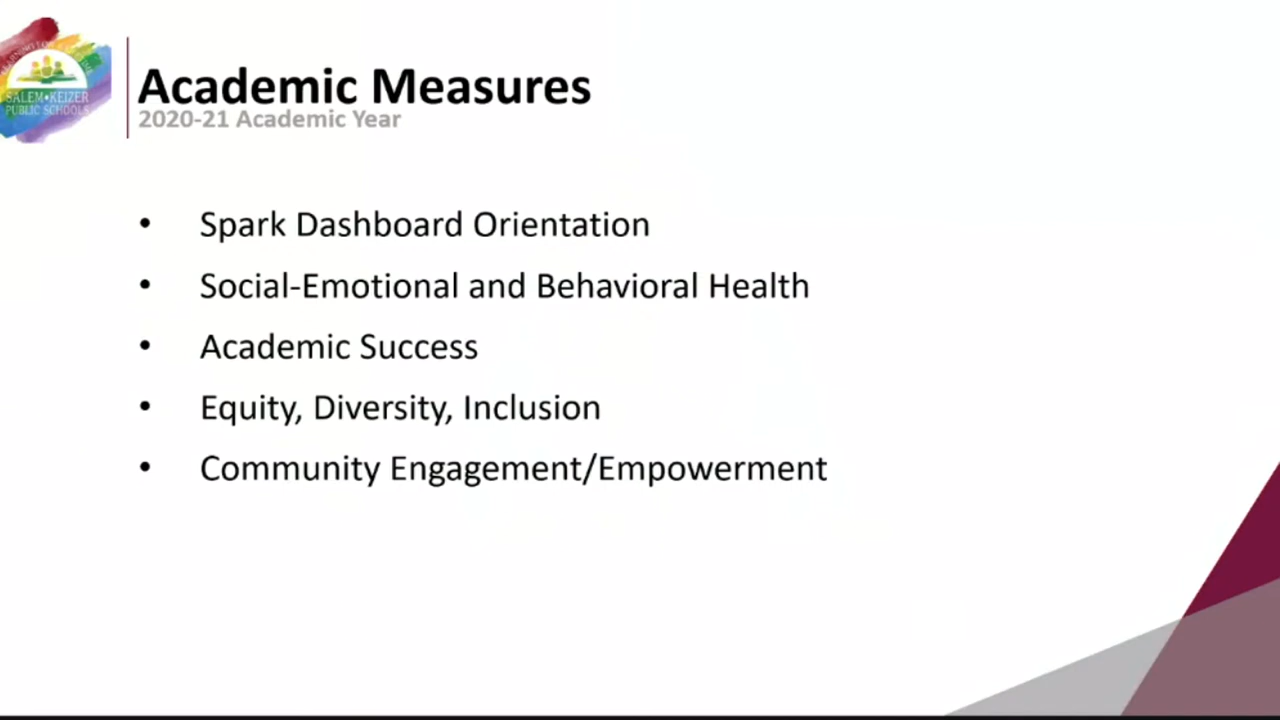 SALEM•KEIZER
PUBLIC SCHOOLS
Academic Measures
2020-21 Academic Year
• Spark Dashboard Orientation
• Social-Emotional and Behavioral Health
• Academic Success
• Equity, Diversity, Inclusion
• Community Engagement/Empowerment